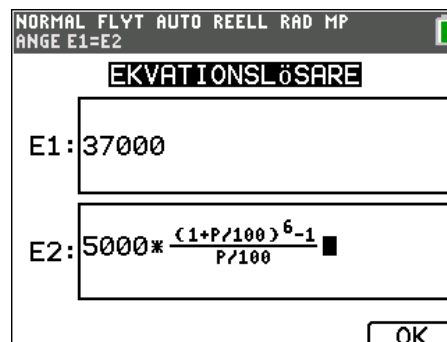 NORMAL FLYT AUTO REELL RAD MP
ANGE E1=E2
EKVATIONSLÖSARE
E1: 37000
E2: 5000*((1+P/100)^6-1)/(P/100)
OK